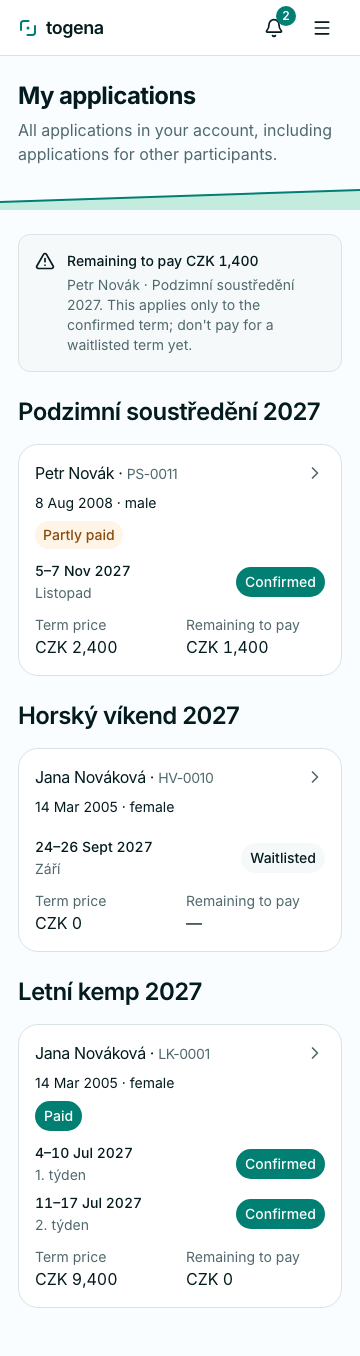 togena
2
My applications
All applications in your account, including
applications for other participants.
Remaining to pay CZK 1,400
Petr Novák · Podzimní soustředění
2027. This applies only to the
confirmed term; don't pay for a
waitlisted term yet.
Podzimní soustředění 2027
Petr Novák · PS-0011
8 Aug 2008 · male
Partly paid
5–7 Nov 2027
Confirmed
Listopad
Term price
Remaining to pay
CZK 2,400
CZK 1,400
Horský víkend 2027
Jana Nováková · HV-0010
14 Mar 2005 · female
24–26 Sept 2027
Waitlisted
Září
Term price
Remaining to pay
CZK 0
—
Letní kemp 2027
Jana Nováková · LK-0001
14 Mar 2005 · female
Paid
4–10 Jul 2027
Confirmed
1. týden
11–17 Jul 2027
Confirmed
2. týden
Term price
Remaining to pay
CZK 9,400
CZK 0